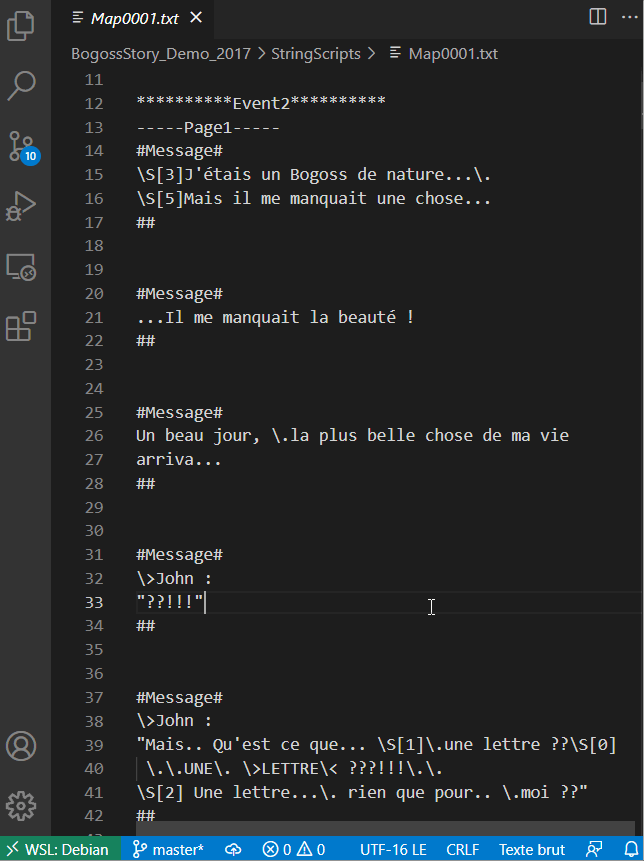 Map0001.txt
BogossStory_Demo_2017 > StringScripts > Map0001.txt
11
12 **********Event2**********
13 -----Page1-----
14 #Message#
15 \S[3]J'étais un Bogoss de nature...\.
16 \S[5]Mais il me manquait une chose...
17 ##
18
19
20 #Message#
21 ...Il me manquait la beauté !
22 ##
23
24
25 #Message#
26 Un beau jour, \.la plus belle chose de ma vie
27 arriva...
28 ##
29
30
31 #Message#
32 \>John :
33 "??!!!"
34 ##
35
36
37 #Message#
38 \>John :
39 "Mais.. Qu'est ce que... \S[1]\.une lettre ??\S[0]
40 \.\.UNE\. \>LETTRE\< ???!!!\.\.
41 \S[2] Une lettre...\. rien que pour.. \.moi ??"
42 ##
10
WSL: Debian master* 0 0 UTF-16 LE CRLF Texte brut